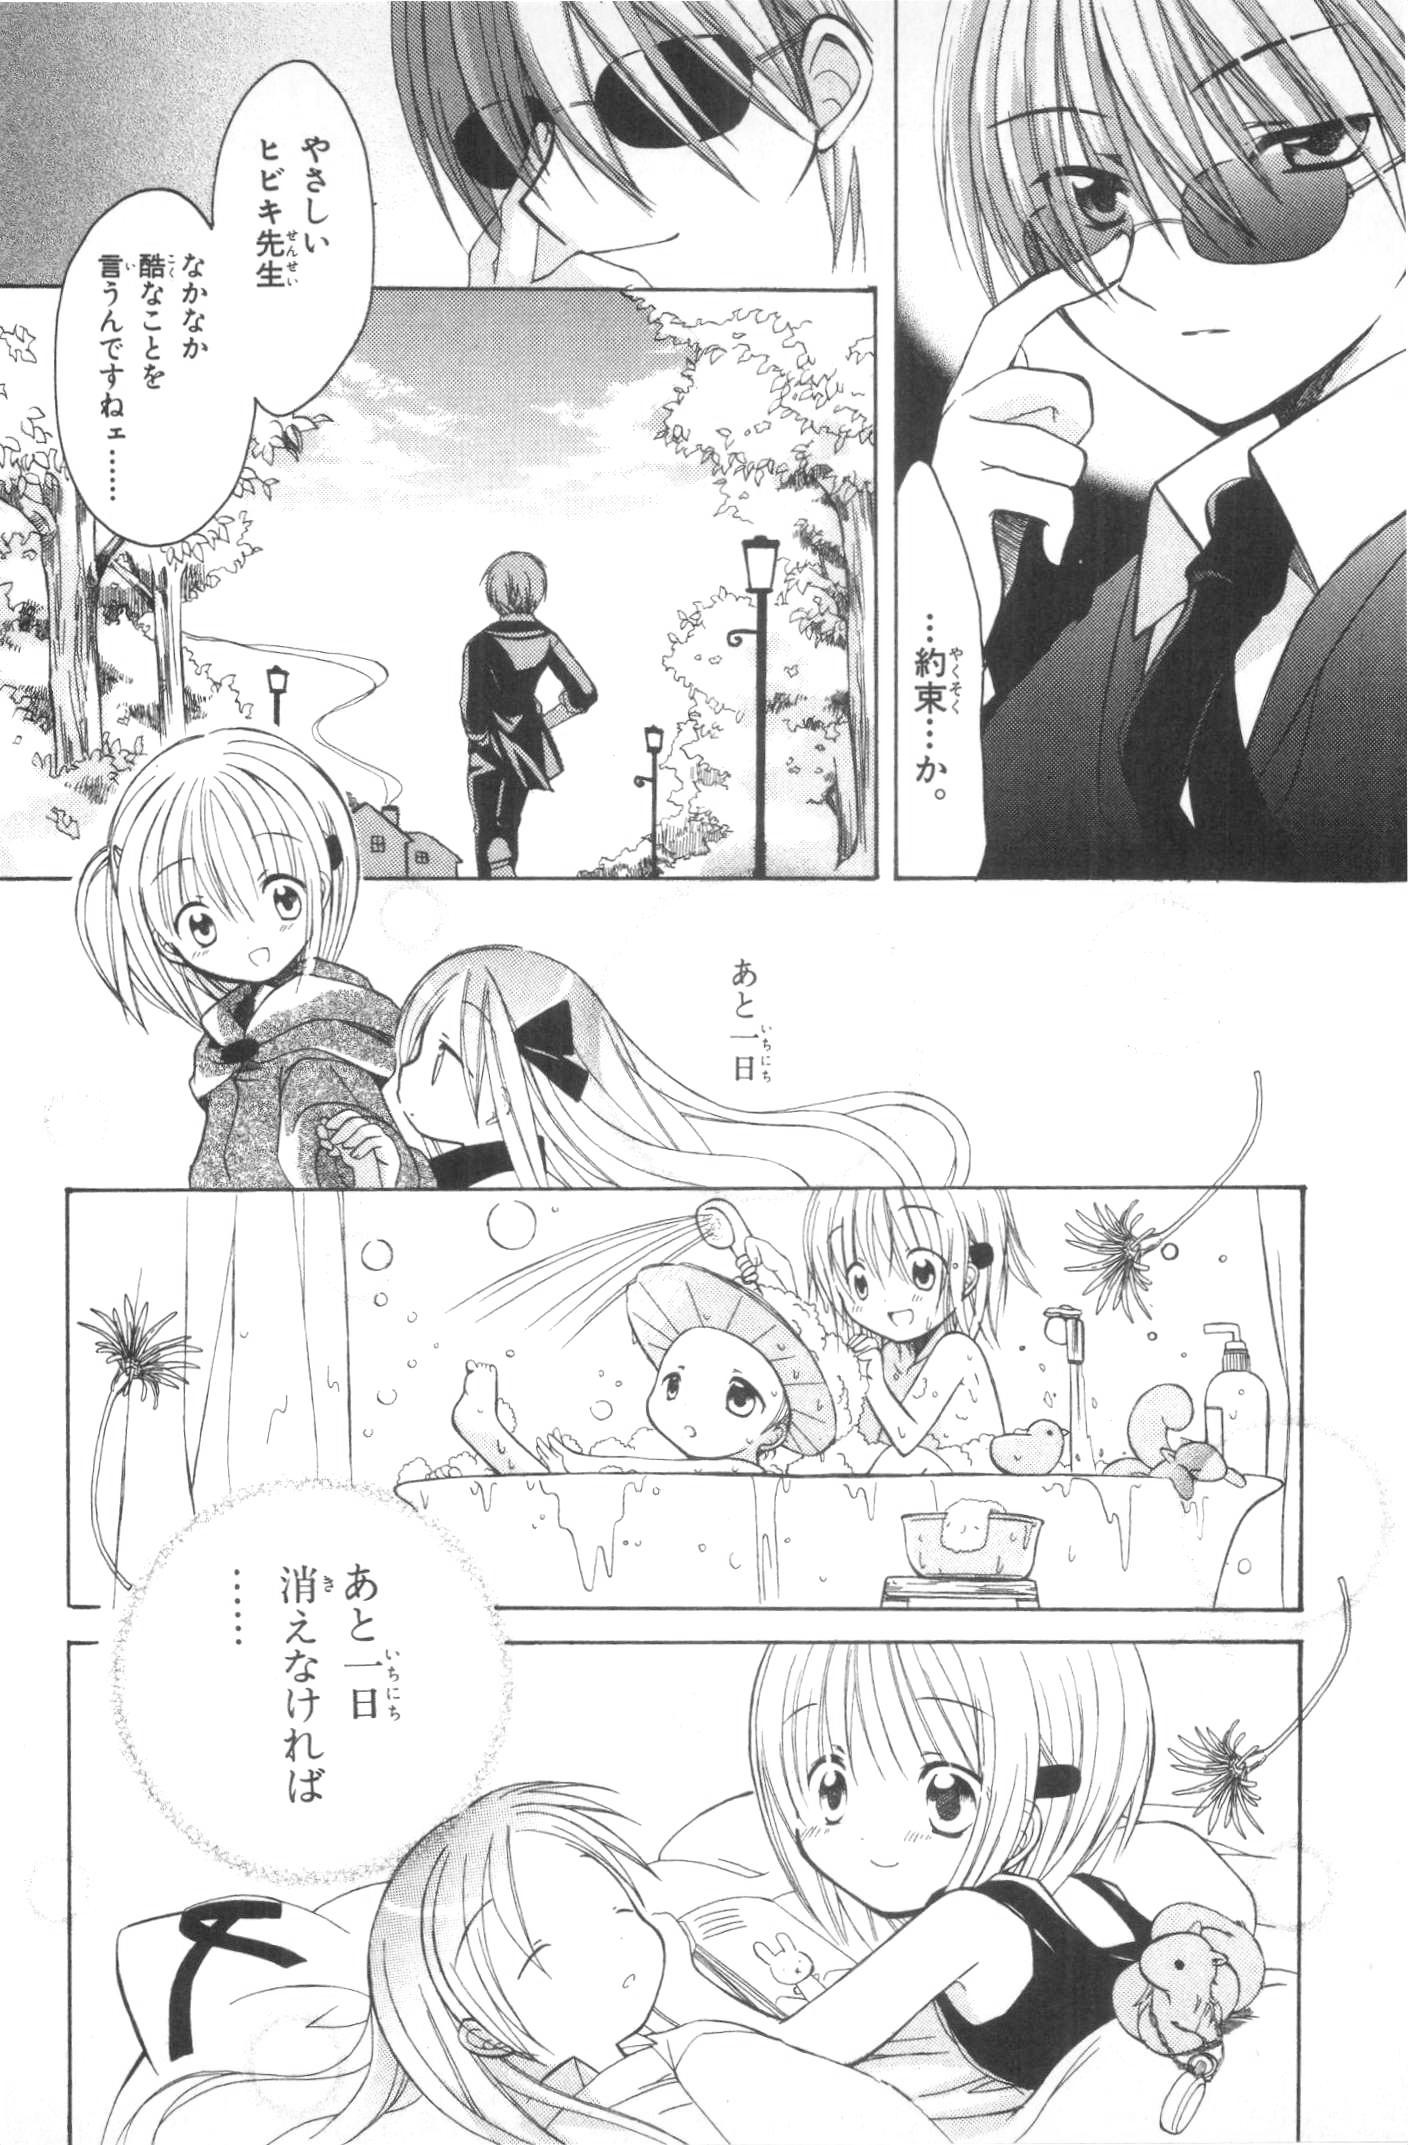 …約束…か。
やさしい
ヒビキ先生
なかなか
酷なことを
言うんですねェ……
あと一日
あと一日
消えなければ
……